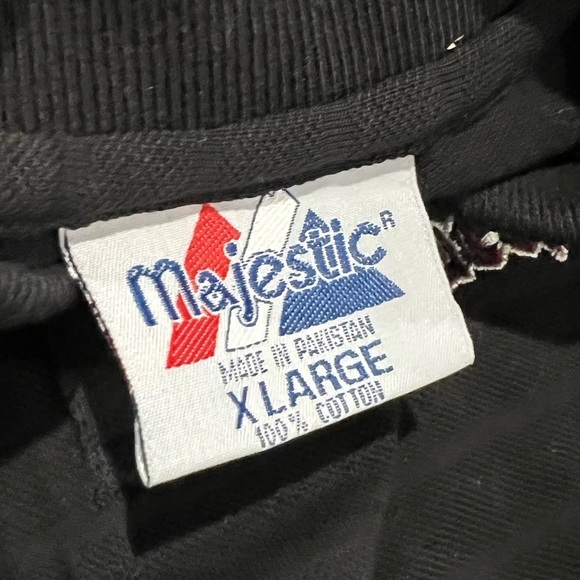 majestic R
MADE IN PAKISTAN
X LARGE
100% COTTON